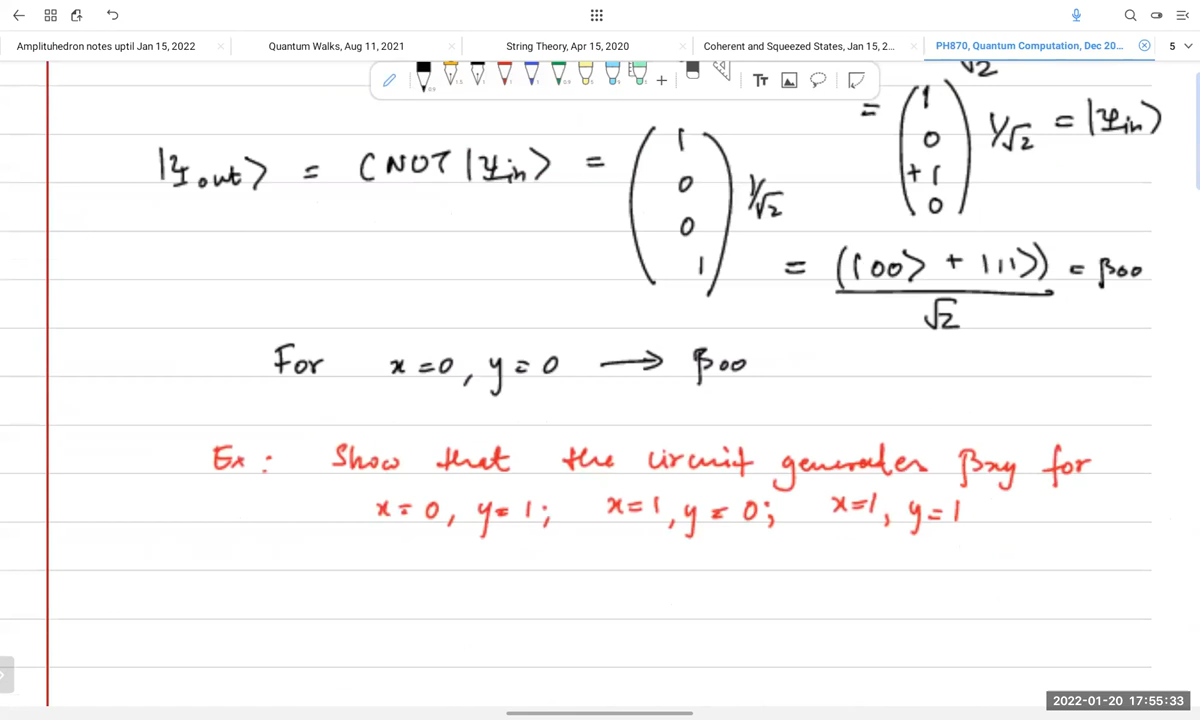 Amplituhedron notes uptil Jan 15, 2022
Quantum Walks, Aug 11, 2021
String Theory, Apr 15, 2020
Coherent and Squeezed States, Jan 15, 2...
PH870, Quantum Computation, Dec 20...
5
TT
√2
= (1 0 +1 0) 1/√2 = |Ψin>
|Ψout> = CNOT |Ψin> = (1 0 0 1) 1/√2
= (|00> + |11>)/√2 = β00
For x=0, y=0 → β00
Ex: Show that the circuit generates βxy for
x=0, y=1; x=1, y=0; x=1, y=1
2022-01-20 17:55:33